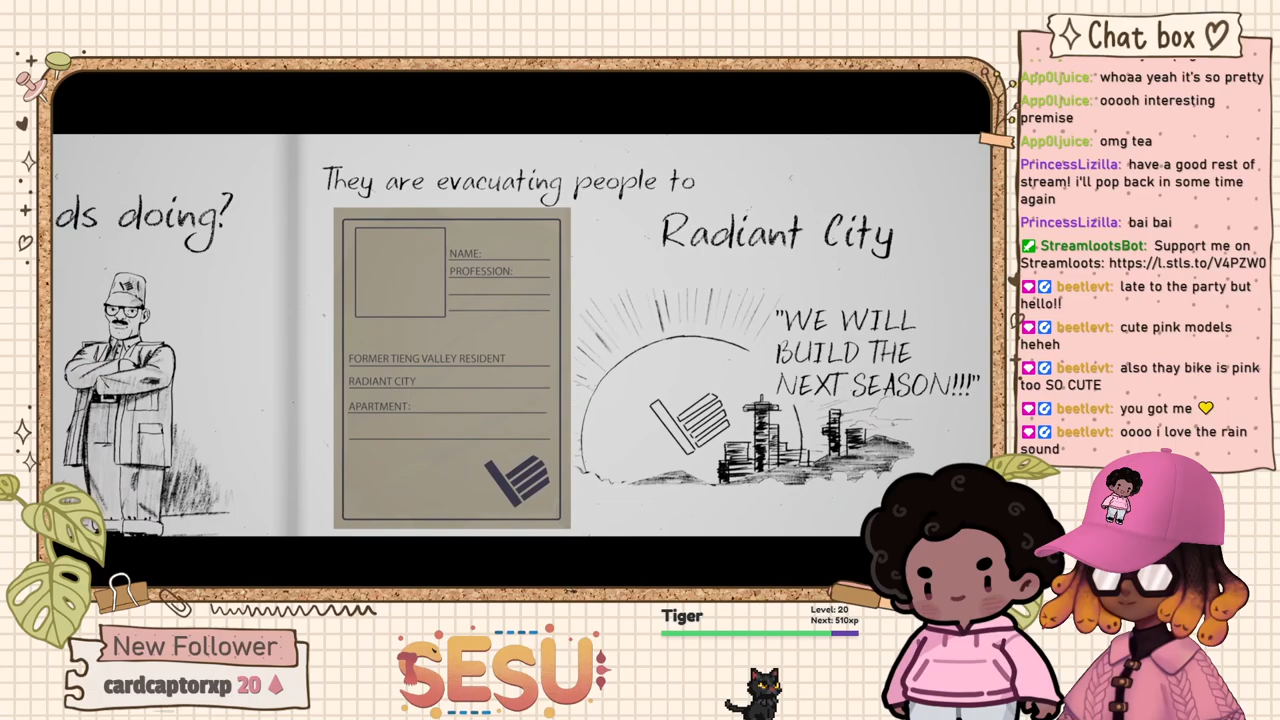 ds doing?
They are evacuating people to
Radiant City
NAME:
PROFESSION:
FORMER TIENG VALLEY RESIDENT
RADIANT CITY
APARTMENT:
"WE WILL
BUILD THE
NEXT SEASON!!!"
Chat box
App0ljuice: whoaa yeah it's so pretty
App0ljuice: ooooh interesting
premise
App0ljuice: omg tea
PrincessLizilla: have a good rest of
stream! i'll pop back in some time
again
PrincessLizilla: bai bai
StreamlootsBot: Support me on
Streamloots: https://l.stls.to/V4PZW0
beetlevt: late to the party but
hello!!
beetlevt: cute pink models
heheh
beetlevt: also thay bike is pink
too SO CUTE
beetlevt: you got me 💛
beetlevt: oooo i love the rain
sound
New Follower
cardcaptorxp 20
SESU
Tiger
Level: 20
Next: 510xp